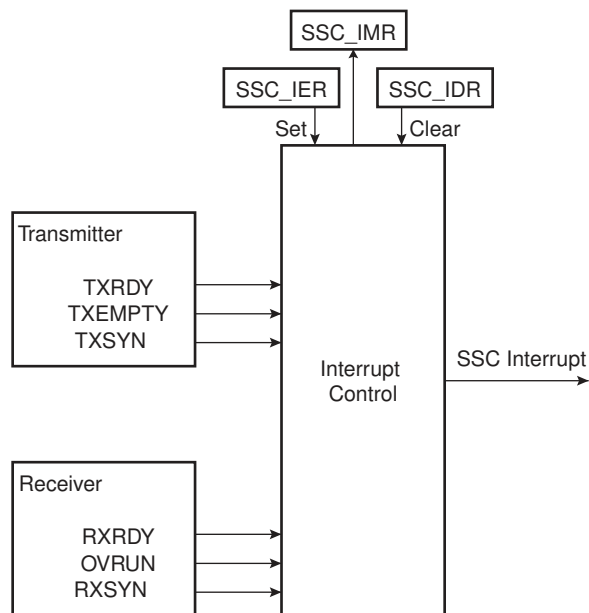 SSC_IMR
SSC_IER
SSC_IDR
Set
Clear
Transmitter
TXRDY
TXEMPTY
TXSYN
Interrupt
Control
SSC Interrupt
Receiver
RXRDY
OVRUN
RXSYN